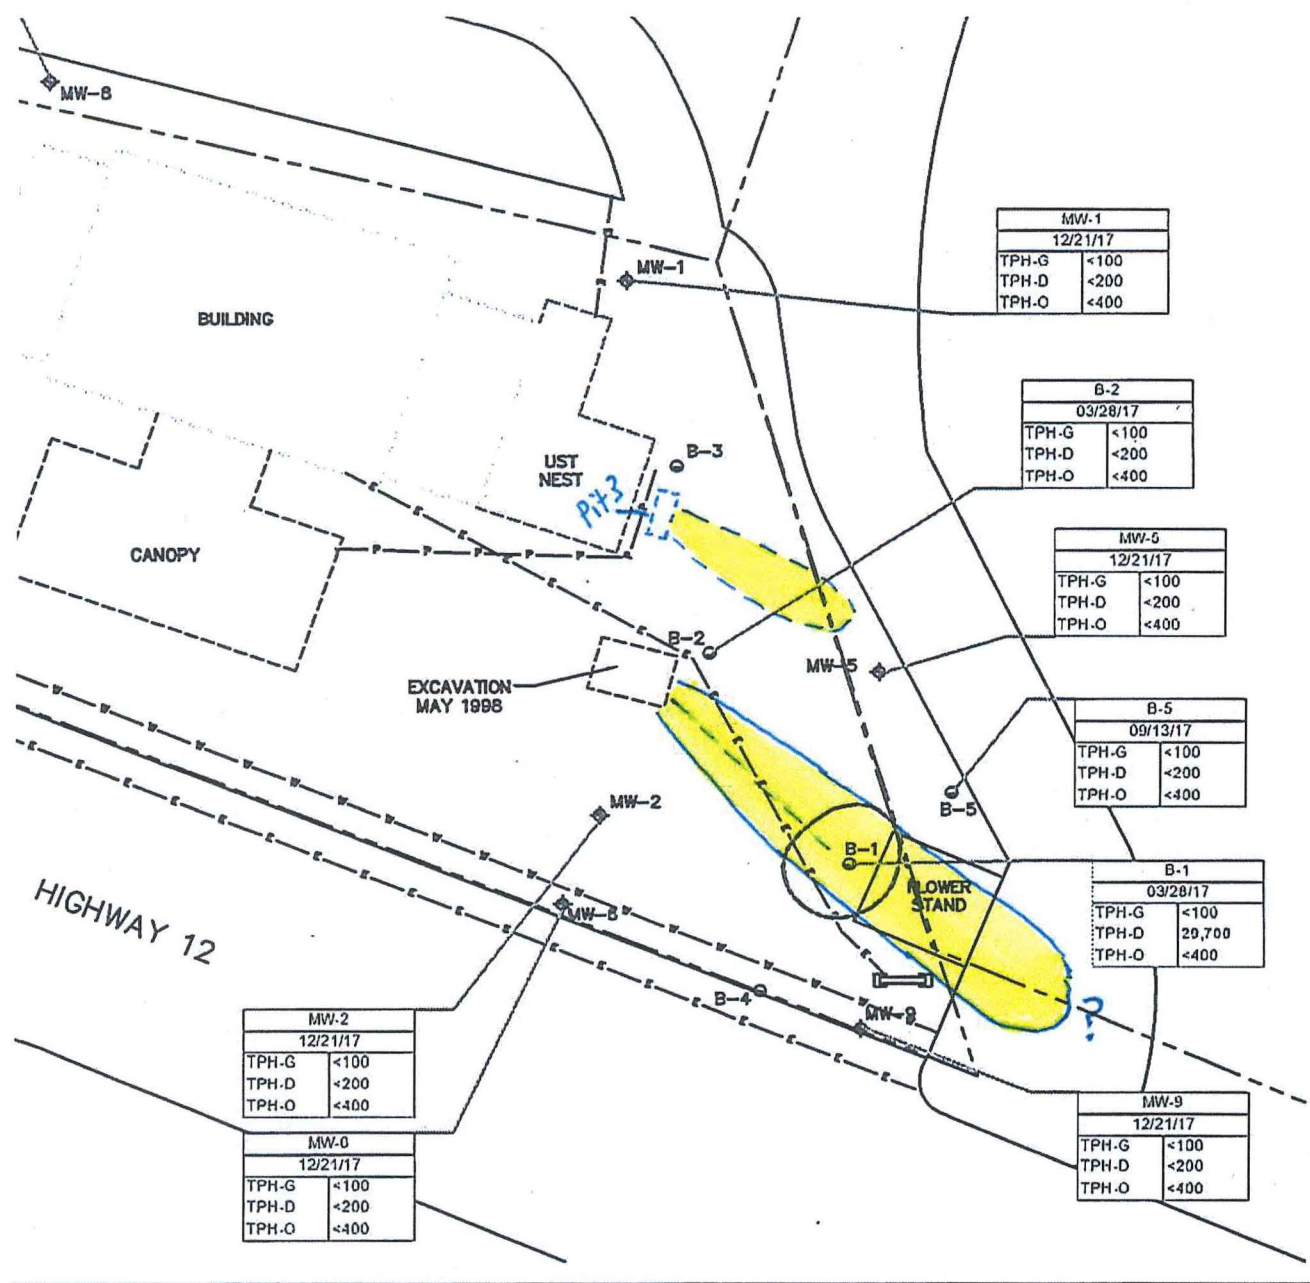 MW-8
MW-1
12/21/17
TPH-G <100
TPH-D <200
TPH-O <400
MW-1
BUILDING
B-2
03/28/17
TPH-G <100
TPH-D <200
TPH-O <400
B-3
UST
NEST
Pit 3
CANOPY
MW-5
12/21/17
TPH-G <100
TPH-D <200
TPH-O <400
B-2
MW-5
EXCAVATION
MAY 1998
B-5
09/13/17
TPH-G <100
TPH-D <200
TPH-O <400
B-5
MW-2
B-1
B-1
03/28/17
TPH-G <100
TPH-D 29,700
TPH-O <400
FLOWER
STAND
HIGHWAY 12
MW-6
B-4
MW-9
?
MW-2
12/21/17
TPH-G <100
TPH-D <200
TPH-O <400
MW-9
12/21/17
TPH-G <100
TPH-D <200
TPH-O <400
12/21/17
TPH-G <100
TPH-D <200
TPH-O <400